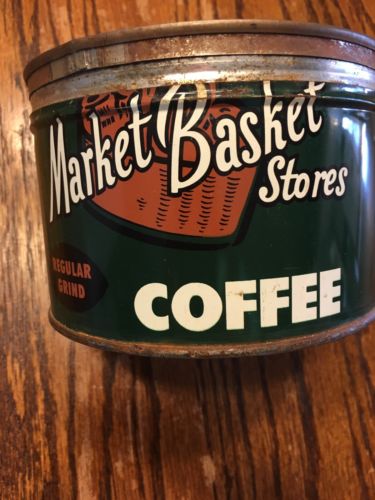 Market Basket
Stores
REGULAR
GRIND
COFFEE